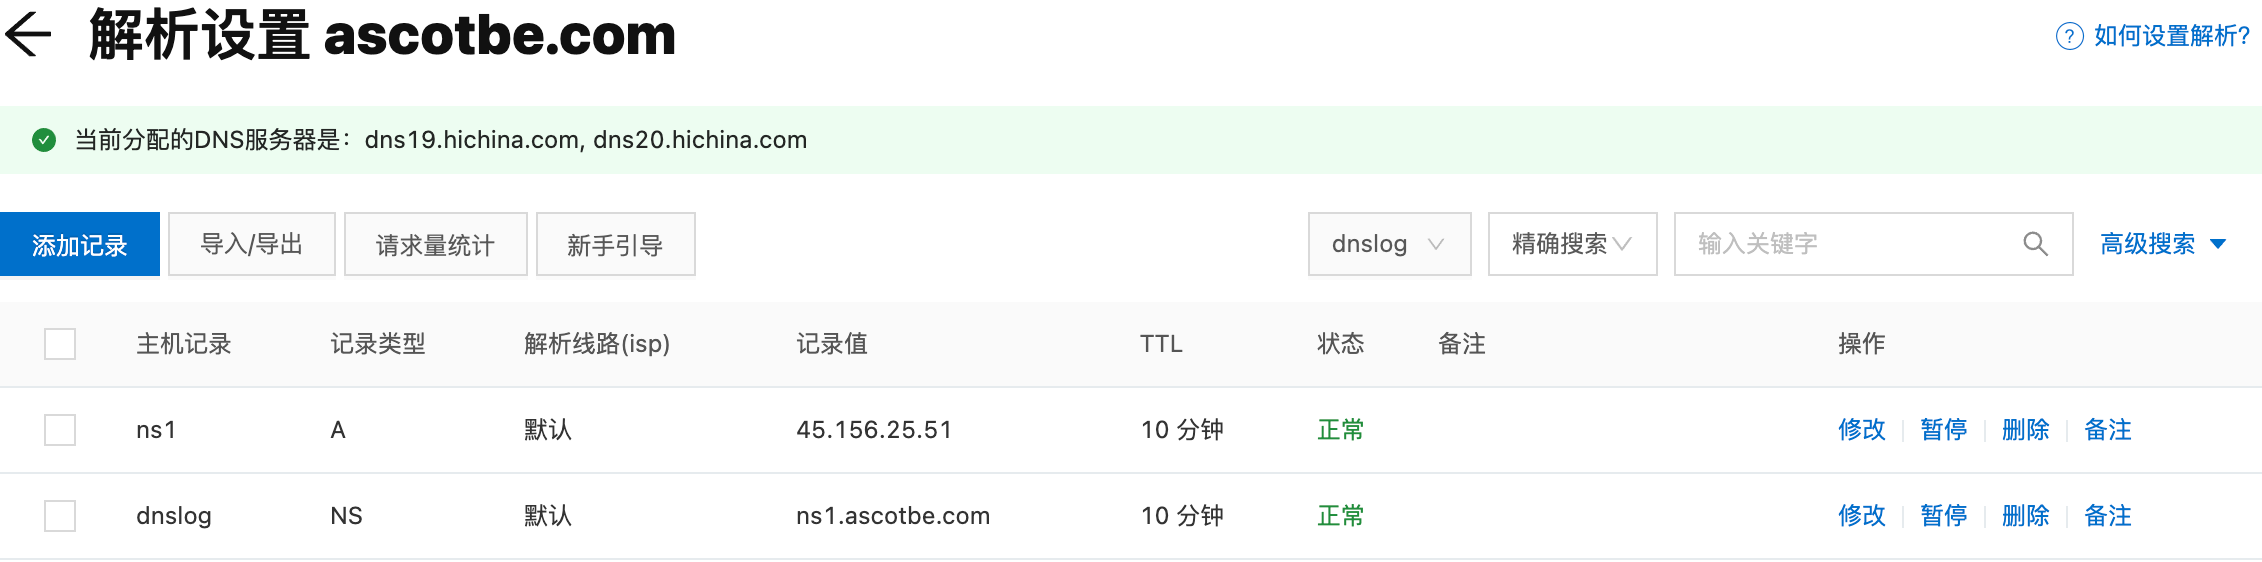 解析设置 ascotbe.com
如何设置解析?
当前分配的DNS服务器是：dns19.hichina.com, dns20.hichina.com
添加记录 导入/导出 请求量统计 新手引导 dnslog 精确搜索 输入关键字 高级搜索
主机记录 记录类型 解析线路(isp) 记录值 TTL 状态 备注 操作
ns1 A 默认 45.156.25.51 10 分钟 正常 修改 暂停 删除 备注
dnslog NS 默认 ns1.ascotbe.com 10 分钟 正常 修改 暂停 删除 备注